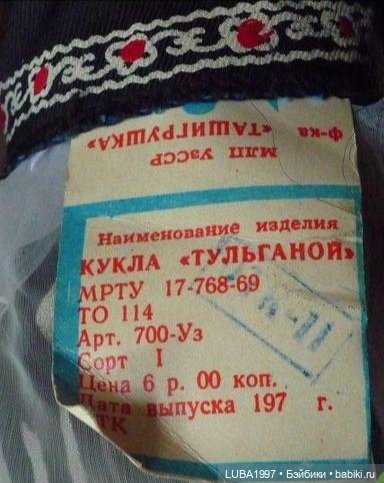 МЛП УзССР
ф-ка «ТАШИГРУШКА»
Наименование изделия
КУКЛА «ТУЛЬГАНОЙ»
МРТУ 17-768-69
ТО 114
Арт. 700-Уз
Сорт I
Цена 6 р. 00 коп.
Дата выпуска 197 г.
ОТК
LUBA1997 • Бэйбики • babiki.ru